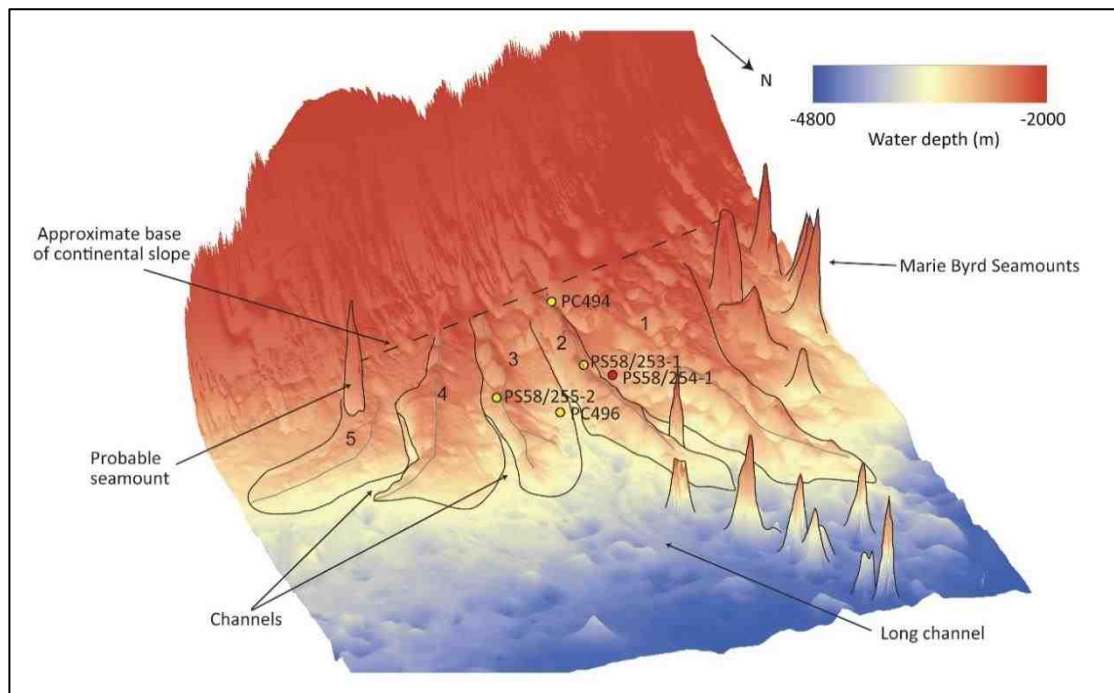 N
-4800
-2000
Water depth (m)
Approximate base
of continental slope
Marie Byrd Seamounts
PC494
1
2
3
PS58/253-1
PS58/254-1
4
PS58/255-2
PC496
5
Probable
seamount
Channels
Long channel